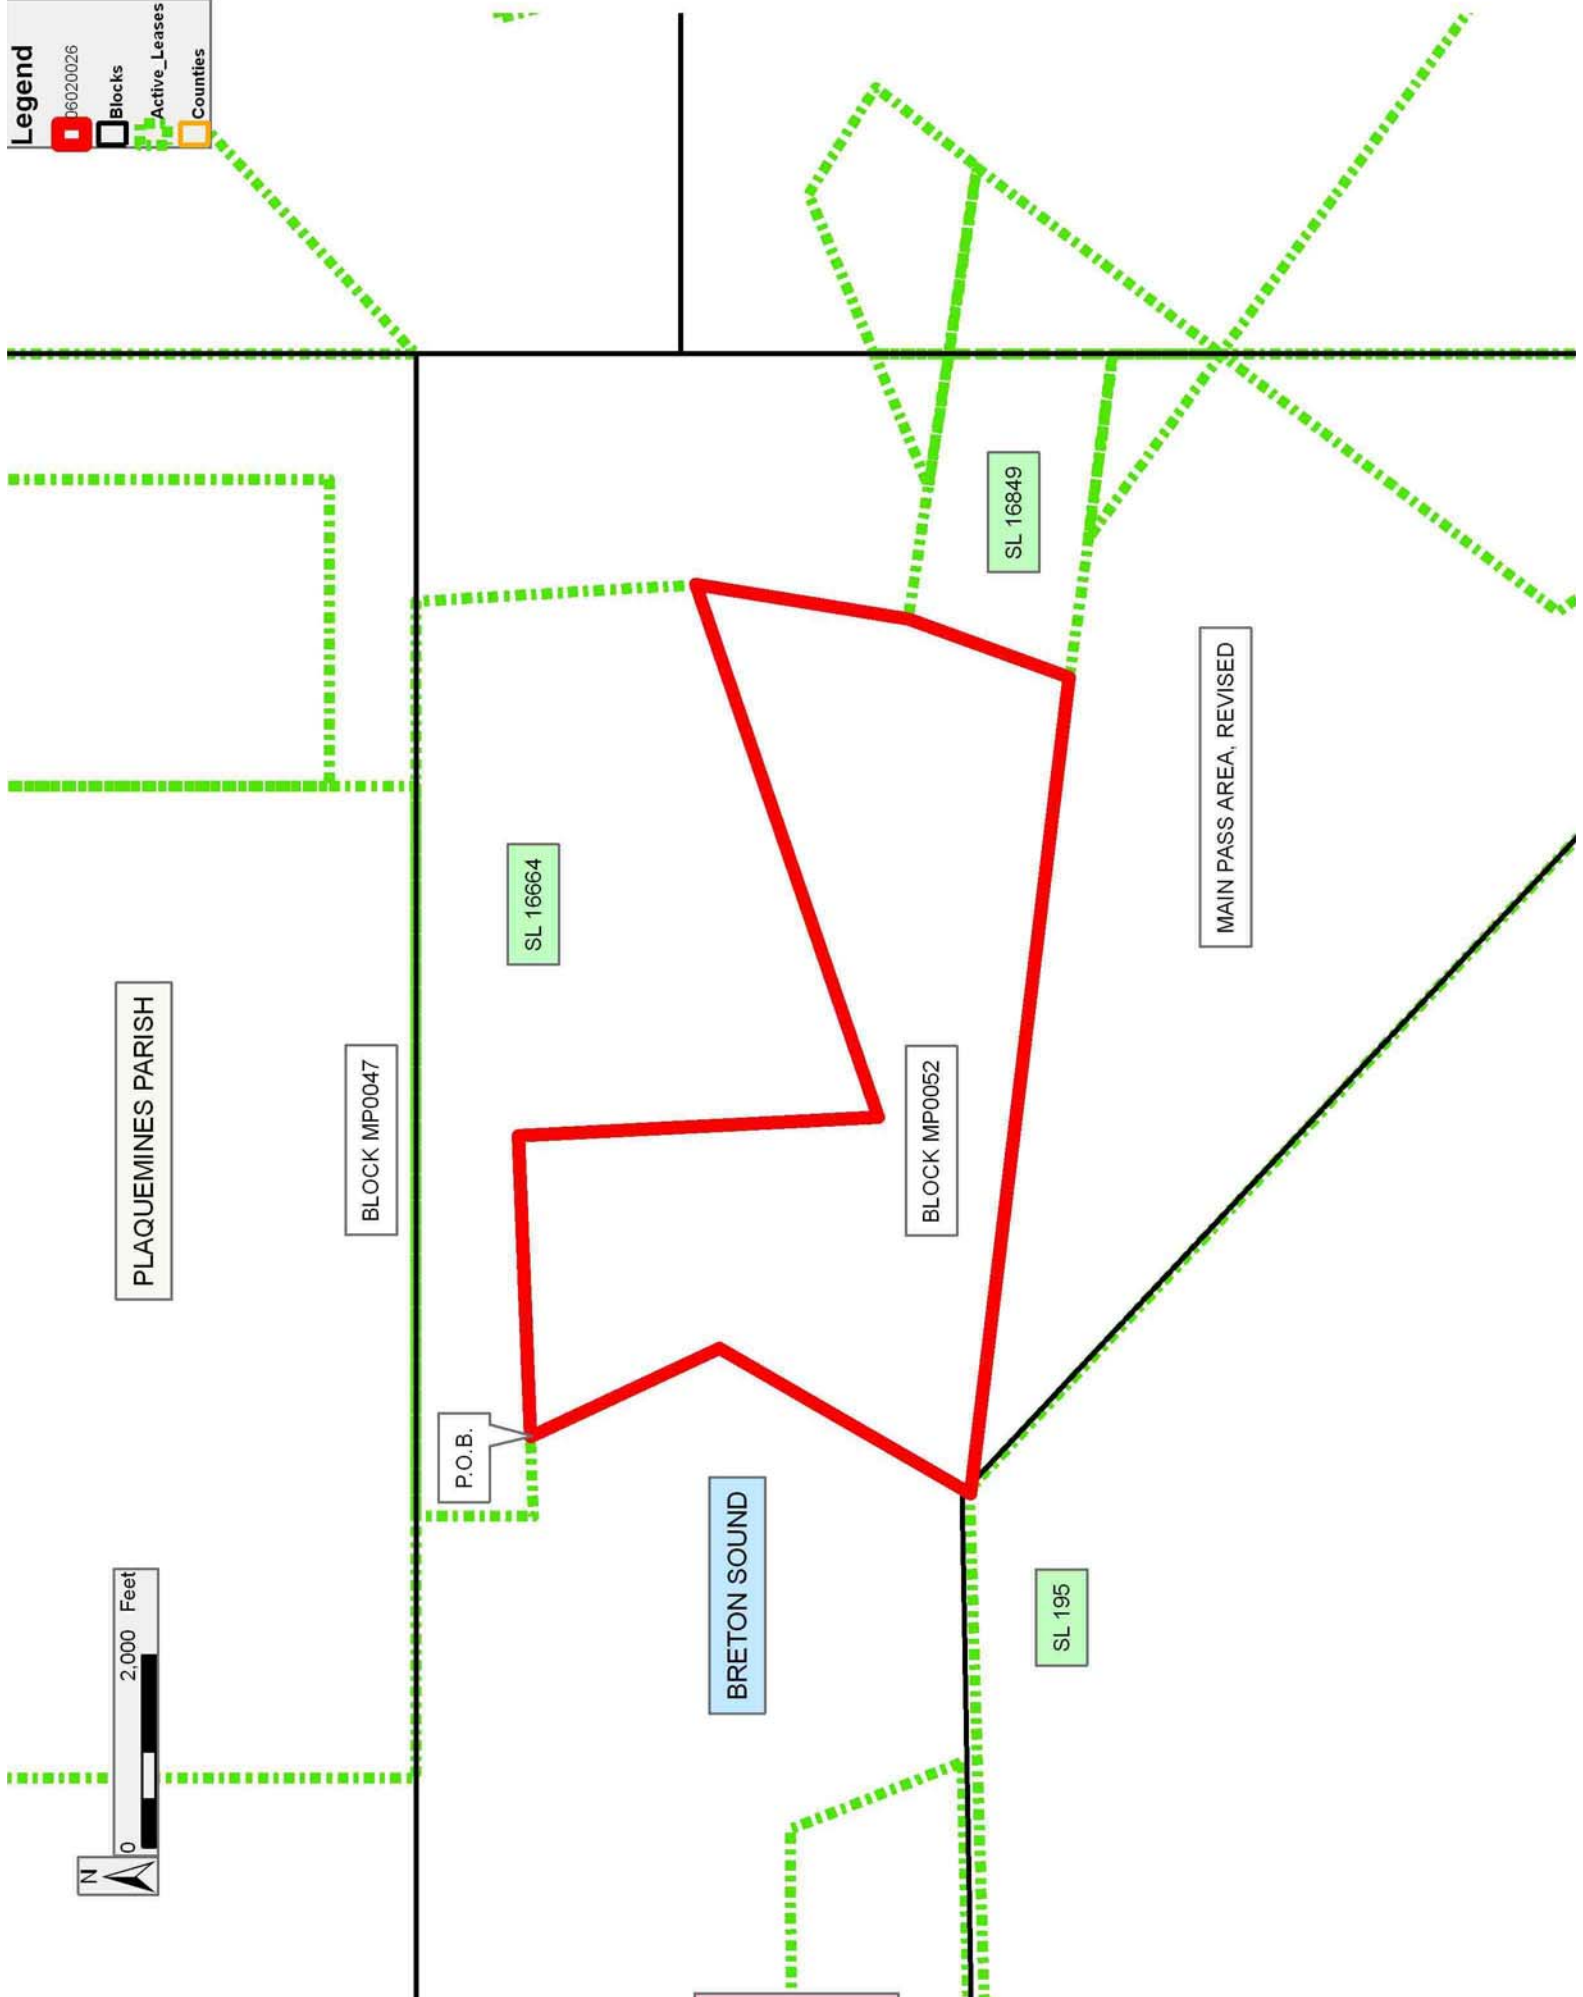 Legend
06020026
Blocks
Active_Leases
Counties
N
0
2,000
Feet
PLAQUEMINES PARISH
BLOCK MP0047
P.O.B.
SL 16664
BRETON SOUND
BLOCK MP0052
SL 16849
SL 195
MAIN PASS AREA, REVISED